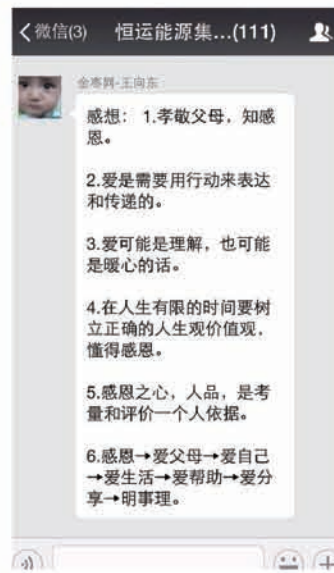 微信(3) 恒运能源集...(111)
金枣网-王向东
感想： 1.孝敬父母，知感
恩。
2.爱是需要用行动来表达
和传递的。
3.爱可能是理解，也可能
是暖心的话。
4.在人生有限的时间要树
立正确的人生观价值观，
懂得感恩。
5.感恩之心，人品，是考
量和评价一个人依据。
6.感恩→爱父母→爱自己
→爱生活→爱帮助→爱分
享→明事理。